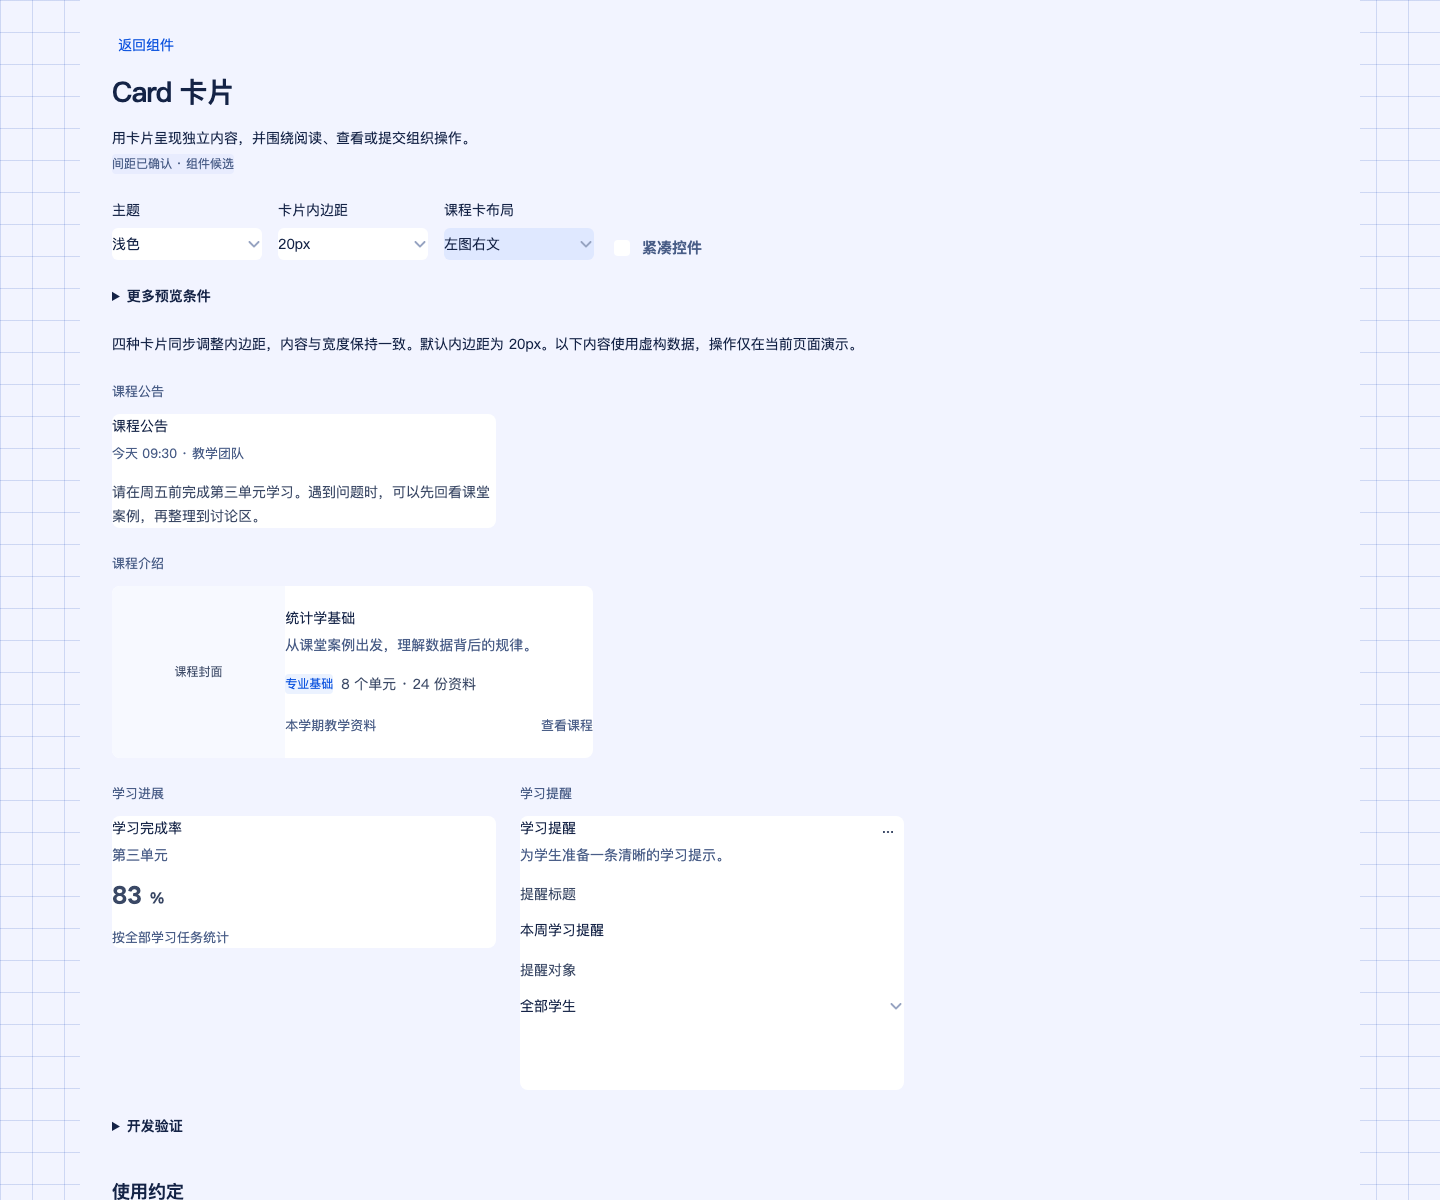 返回组件
Card 卡片
用卡片呈现独立内容，并围绕阅读、查看或提交组织操作。
间距已确认 · 组件候选
主题
卡片内边距
课程卡布局
浅色
20px
左图右文
紧凑控件
更多预览条件
四种卡片同步调整内边距，内容与宽度保持一致。默认内边距为 20px。以下内容使用虚构数据，操作仅在当前页面演示。
课程公告
课程公告
今天 09:30 · 教学团队
请在周五前完成第三单元学习。遇到问题时，可以先回看课堂
案例，再整理到讨论区。
课程介绍
课程封面
统计学基础
从课堂案例出发，理解数据背后的规律。
专业基础 8 个单元 · 24 份资料
本学期教学资料
查看课程
学习进展
学习完成率
第三单元
83 %
按全部学习任务统计
学习提醒
学习提醒
...
为学生准备一条清晰的学习提示。
提醒标题
本周学习提醒
提醒对象
全部学生
开发验证
使用约定